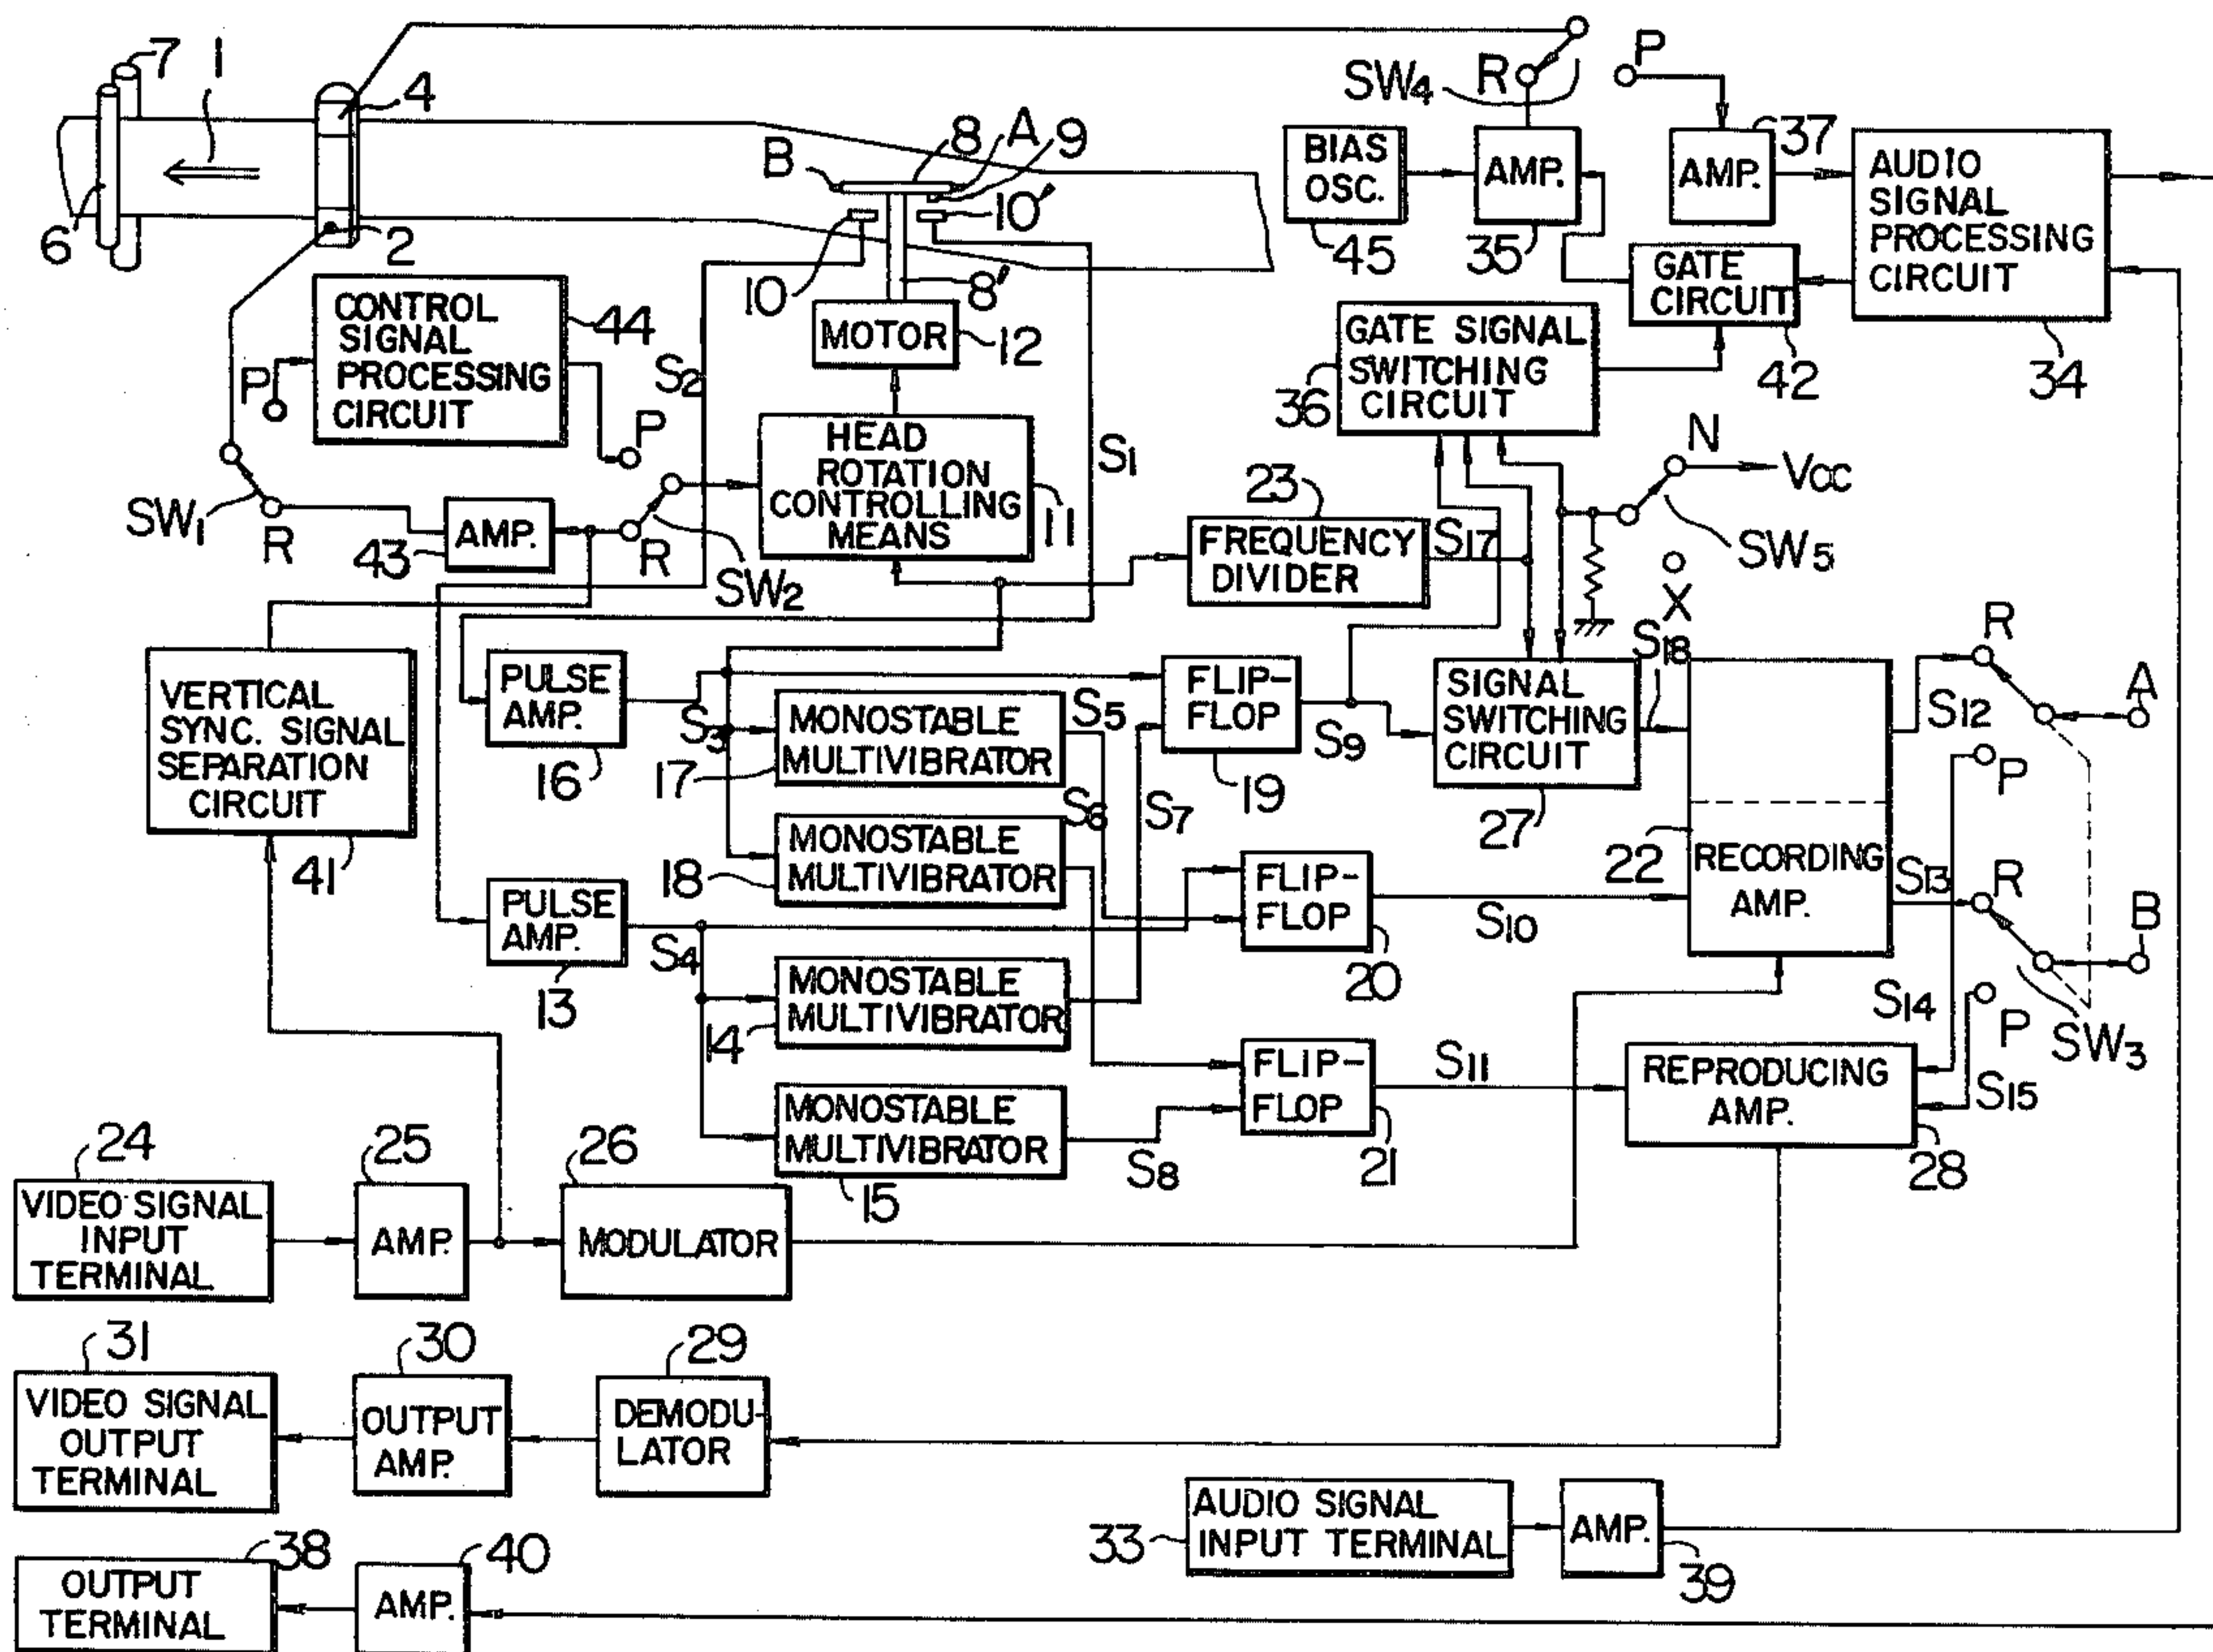 7
1
4
6
2
B
8
A
9
10
10'
8'
MOTOR
12
SW4
R
P
BIAS
OSC.
45
AMP.
35
AMP.
37
AUDIO
SIGNAL
PROCESSING
CIRCUIT
34
GATE
CIRCUIT
42
CONTROL
SIGNAL
PROCESSING
CIRCUIT
44
P
P
S2
S1
GATE SIGNAL
SWITCHING
CIRCUIT
36
HEAD
ROTATION
CONTROLLING
MEANS
11
SW1
R
AMP.
43
R
SW2
23
FREQUENCY
DIVIDER
S17
N
Vcc
SW5
X
VERTICAL
SYNC. SIGNAL
SEPARATION
CIRCUIT
41
PULSE
AMP.
16
S3
MONOSTABLE
MULTIVIBRATOR
17
S5
MONOSTABLE
MULTIVIBRATOR
18
S6
S7
FLIP-
FLOP
19
S9
SIGNAL
SWITCHING
CIRCUIT
27
S18
22
RECORDING
AMP.
S12
R
A
P
S13
R
B
S14
P
SW3
S15
PULSE
AMP.
13
S4
MONOSTABLE
MULTIVIBRATOR
14
MONOSTABLE
MULTIVIBRATOR
15
S8
FLIP-
FLOP
20
S10
FLIP-
FLOP
21
S11
REPRODUCING
AMP.
28
24
VIDEO SIGNAL
INPUT
TERMINAL
25
AMP.
26
MODULATOR
31
VIDEO SIGNAL
OUTPUT
TERMINAL
30
OUTPUT
AMP.
29
DEMODU-
LATOR
33
AUDIO SIGNAL
INPUT TERMINAL
AMP.
39
38
OUTPUT
TERMINAL
40
AMP.